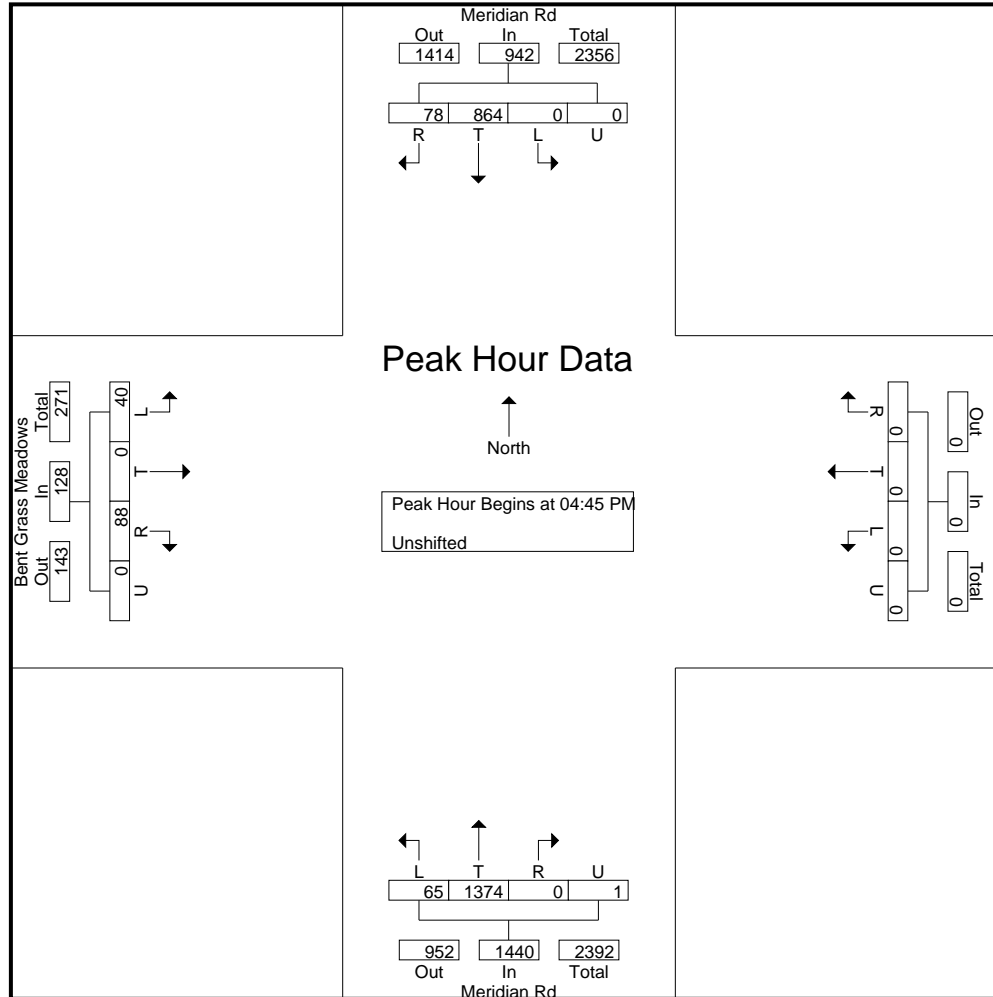 Meridian Rd
Out In Total
1414 942 2356
78 864 0 0
R T L U
Peak Hour Data
North
Peak Hour Begins at 04:45 PM
Unshifted
Bent Grass Meadows
Out In Total
143 128 271
0 88 0 40
U R T L
Out In Total
0 0 0
0 0 0 0
R T L U
L T R U
65 1374 0 1
952 1440 2392
Out In Total
Meridian Rd